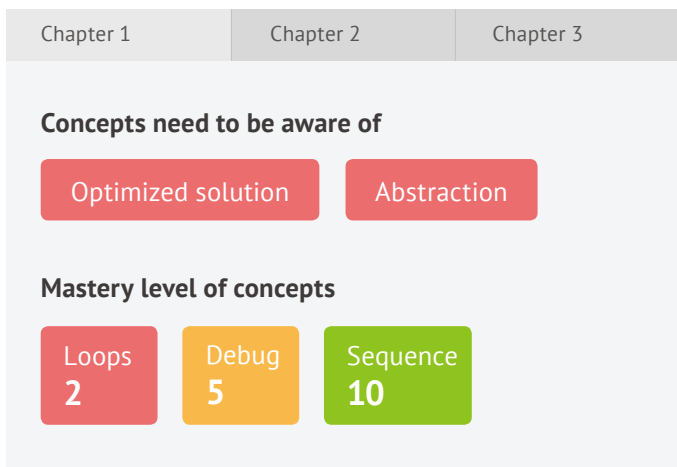 Chapter 1 Chapter 2 Chapter 3
Concepts need to be aware of
Optimized solution Abstraction
Mastery level of concepts
Loops Debug Sequence
2 5 10